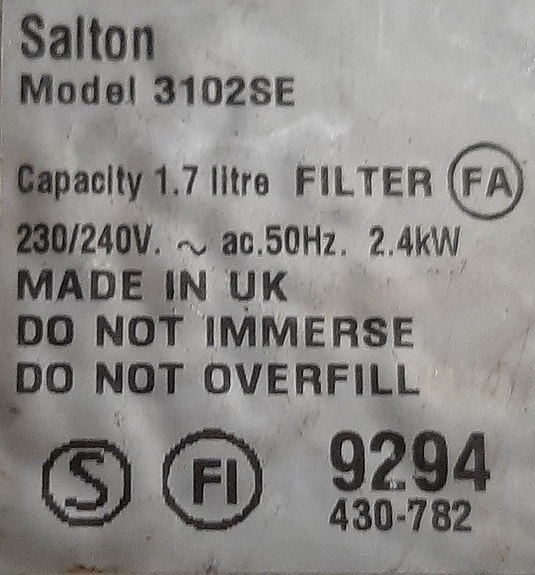 Salton
Model 3102SE
Capacity 1.7 litre FILTER FA
230/240V. ~ ac.50Hz. 2.4kW
MADE IN UK
DO NOT IMMERSE
DO NOT OVERFILL
S FI 9294
430-782